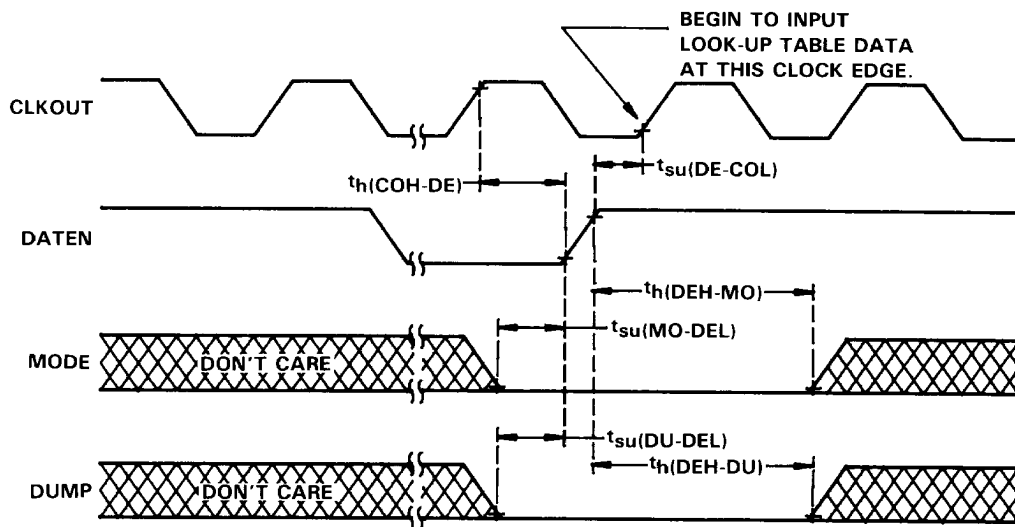 BEGIN TO INPUT
LOOK-UP TABLE DATA
AT THIS CLOCK EDGE.
CLKOUT
tsu(DE-COL)
th(COH-DE)
DATEN
th(DEH-MO)
tsu(MO-DEL)
MODE
DON'T CARE
tsu(DU-DEL)
th(DEH-DU)
DUMP
DON'T CARE